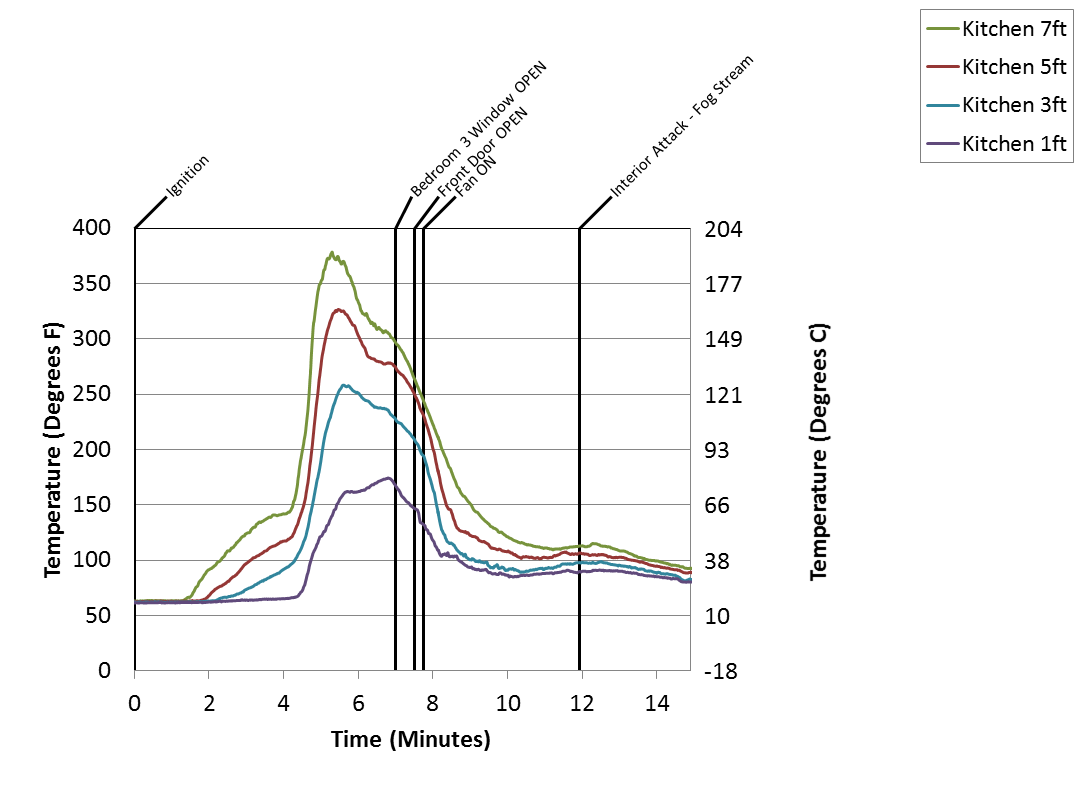 Kitchen 7ft
Kitchen 5ft
Kitchen 3ft
Kitchen 1ft
Ignition
Bedroom 3 Window OPEN
Front Door OPEN
Fan ON
Interior Attack - Fog Stream
Temperature (Degrees F)
400
350
300
250
200
150
100
50
0
204
177
149
121
93
66
38
10
-18
Temperature (Degrees C)
0 2 4 6 8 10 12 14
Time (Minutes)